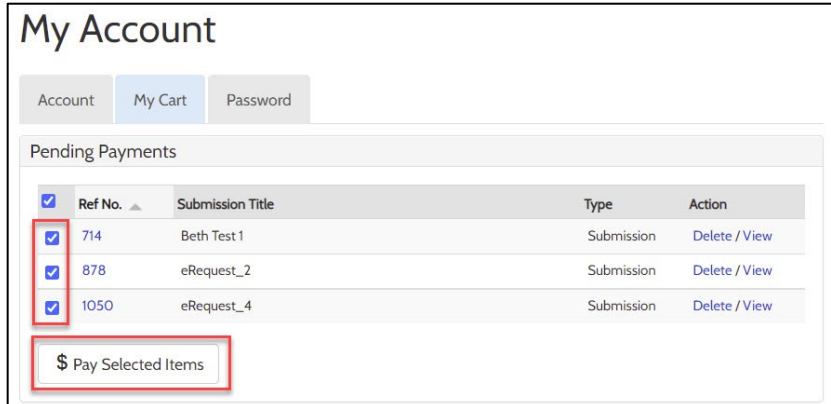 My Account
Account My Cart Password
Pending Payments
Ref No. Submission Title Type Action
714 Beth Test 1 Submission Delete / View
878 eRequest_2 Submission Delete / View
1050 eRequest_4 Submission Delete / View
$ Pay Selected Items